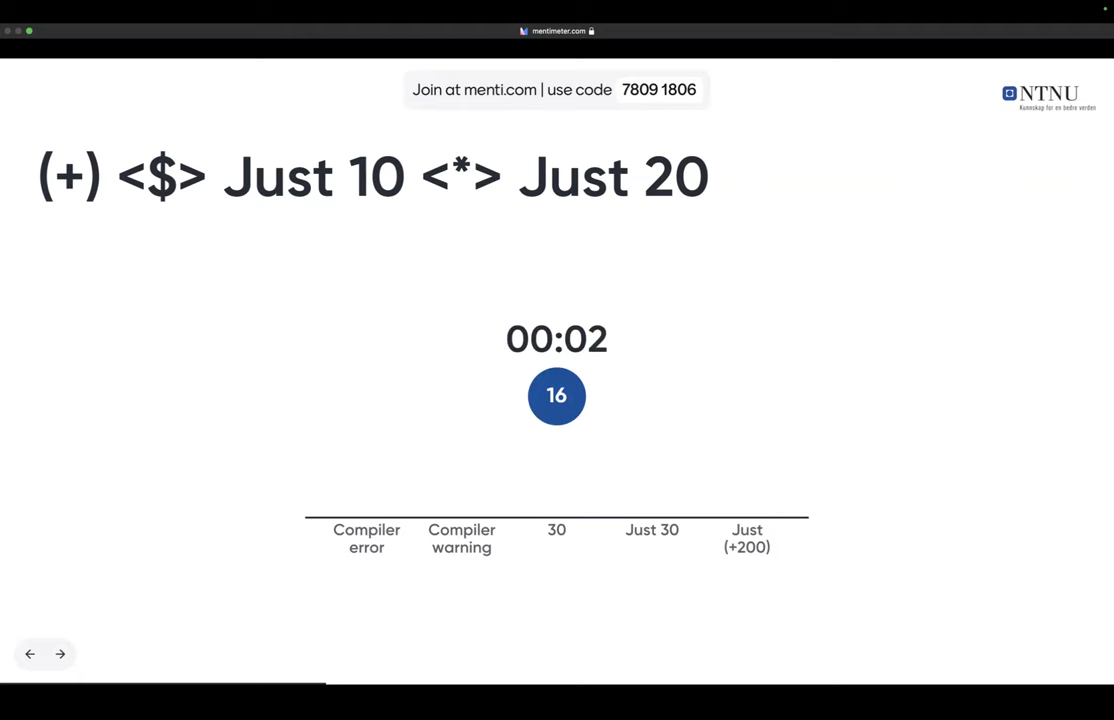 mentimeter.com
Join at menti.com | use code 7809 1806
NTNU
Kunnskap for en bedre verden
(+) <$> Just 10 <*> Just 20
00:02
16
Compiler error
Compiler warning
30
Just 30
Just (+200)